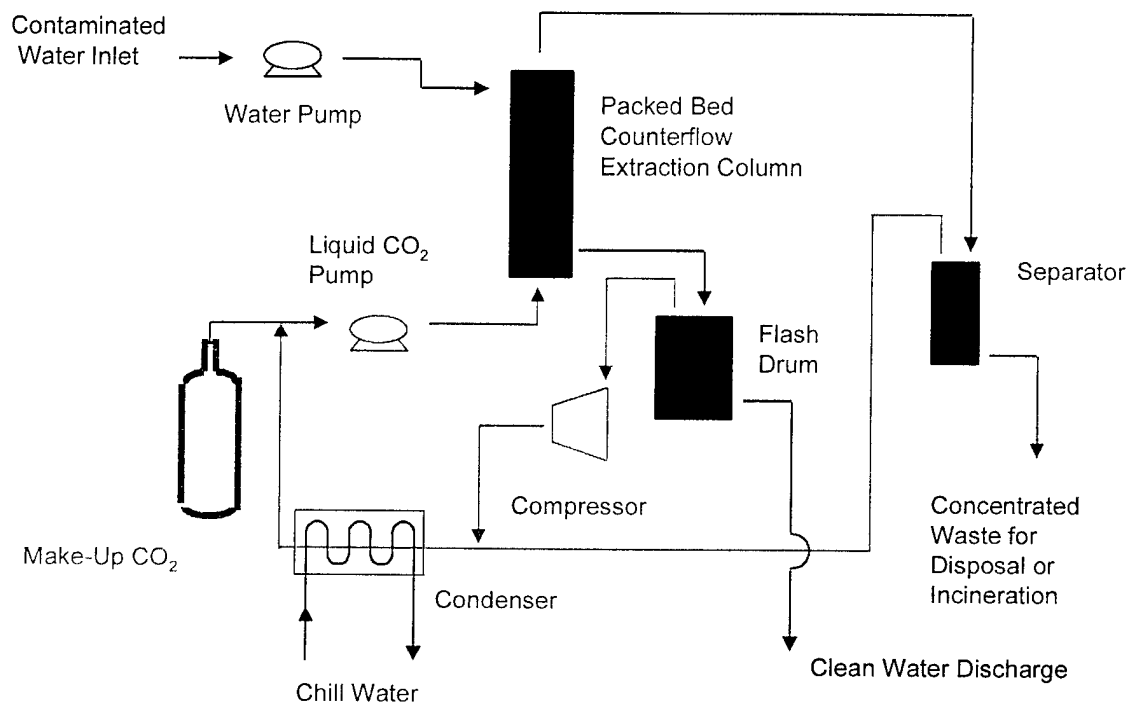 Contaminated
Water Inlet
Water Pump
Packed Bed
Counterflow
Extraction Column
Liquid CO₂
Pump
Separator
Flash
Drum
Compressor
Make-Up CO₂
Condenser
Concentrated
Waste for
Disposal or
Incineration
Chill Water
Clean Water Discharge